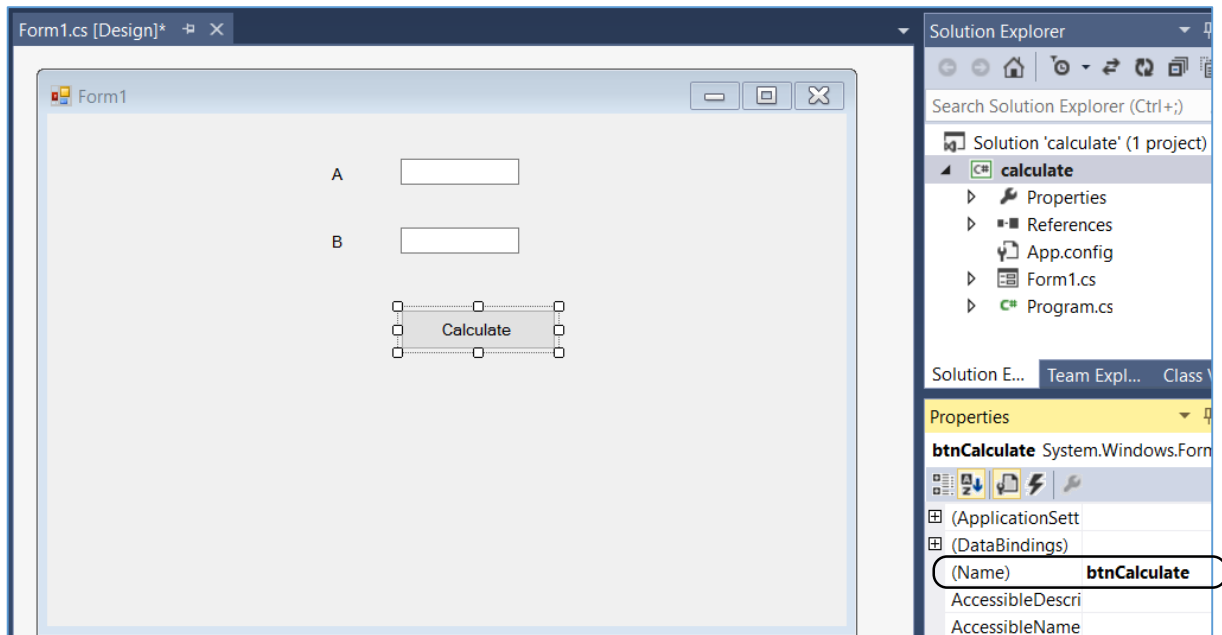 Form1.cs [Design]*
Form1
A
B
Calculate
Solution Explorer
Search Solution Explorer (Ctrl+;)
Solution 'calculate' (1 project)
C# calculate
Properties
References
App.config
Form1.cs
C# Program.cs
Solution E... Team Expl... Class
Properties
btnCalculate System.Windows.Form
(ApplicationSett
(DataBindings)
(Name) btnCalculate
AccessibleDescri
AccessibleName